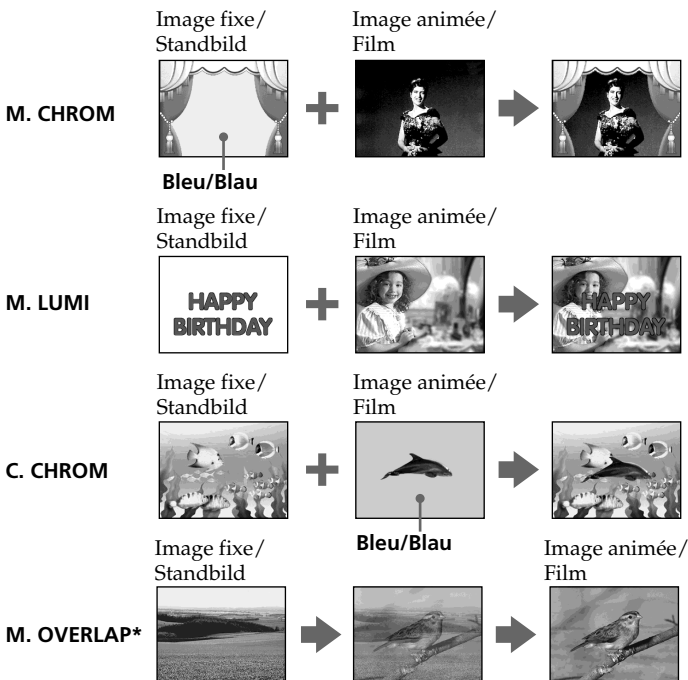 Image fixe/
Standbild
Image animée/
Film
M. CHROM
Bleu/Blau
Image fixe/
Standbild
Image animée/
Film
M. LUMI
HAPPY
BIRTHDAY
HAPPY
BIRTHDAY
Image fixe/
Standbild
Image animée/
Film
C. CHROM
Bleu/Blau
Image fixe/
Standbild
Image animée/
Film
M. OVERLAP*